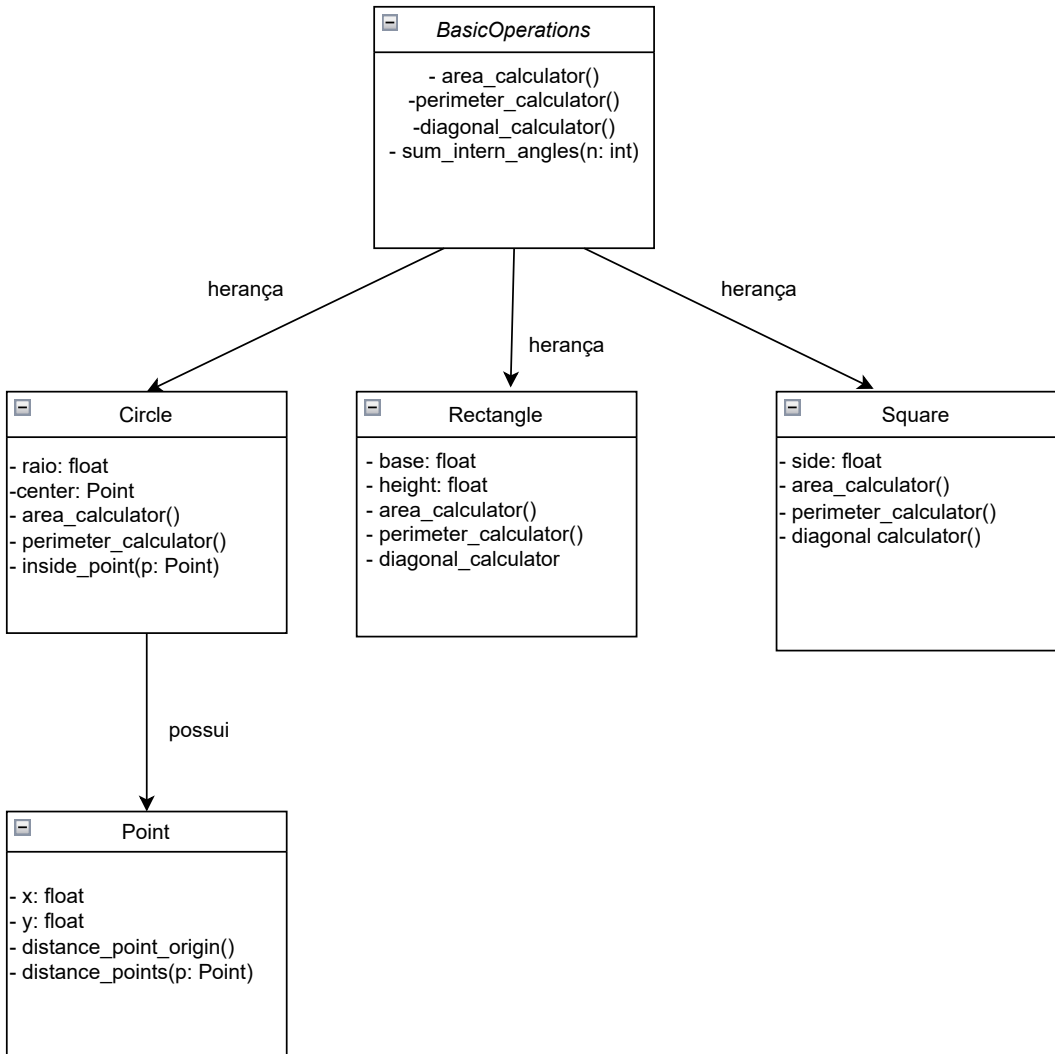 BasicOperations
- area_calculator()
-perimeter_calculator()
-diagonal_calculator()
- sum_intern_angles(n: int)
herança
herança
herança
Circle
- raio: float
-center: Point
- area_calculator()
- perimeter_calculator()
- inside_point(p: Point)
Rectangle
- base: float
- height: float
- area_calculator()
- perimeter_calculator()
- diagonal_calculator
Square
- side: float
- area_calculator()
- perimeter_calculator()
- diagonal calculator()
possui
Point
- x: float
- y: float
- distance_point_origin()
- distance_points(p: Point)